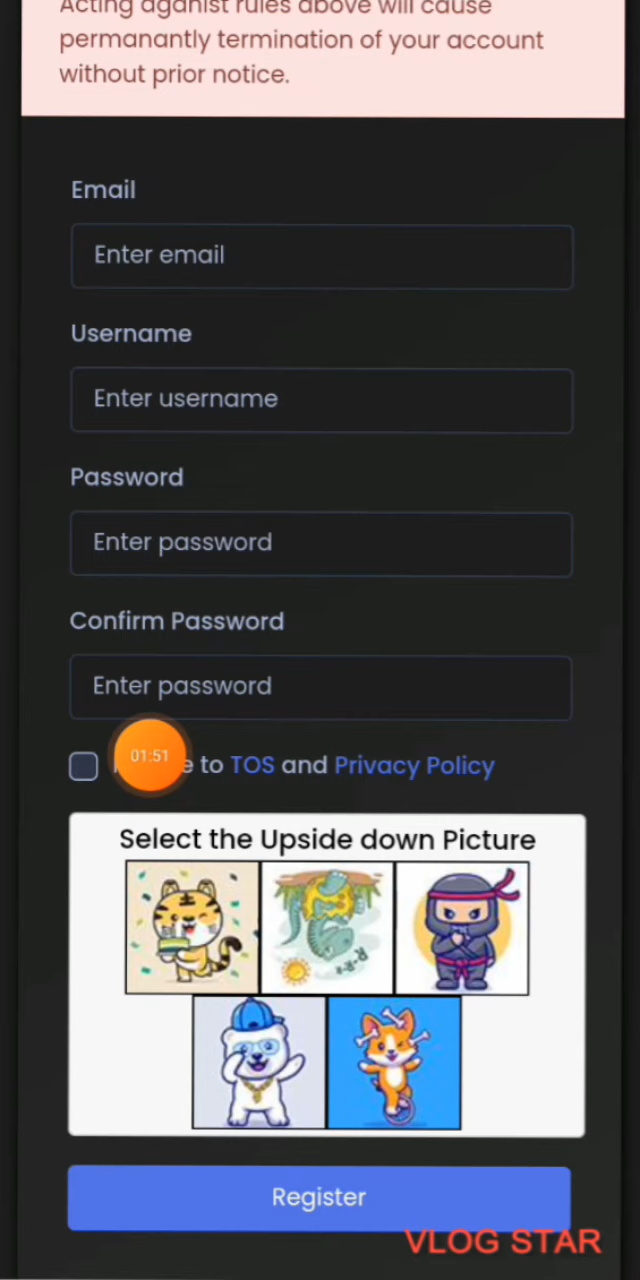 Acting aganist rules above will cause
permanantly termination of your account
without prior notice.
Email
Enter email
Username
Enter username
Password
Enter password
Confirm Password
Enter password
01:51
e to TOS and Privacy Policy
Select the Upside down Picture
R-R-R
Register
VLOG STAR